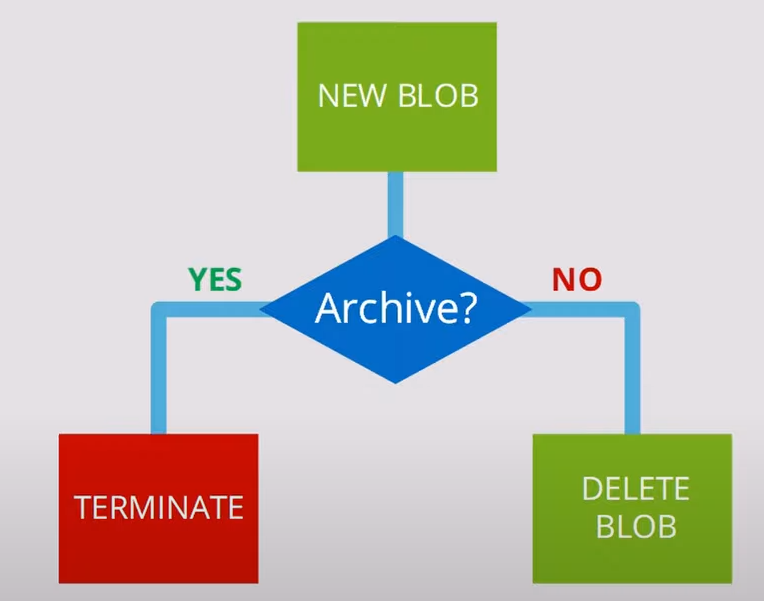 NEW BLOB
YES
NO
Archive?
TERMINATE
DELETE
BLOB